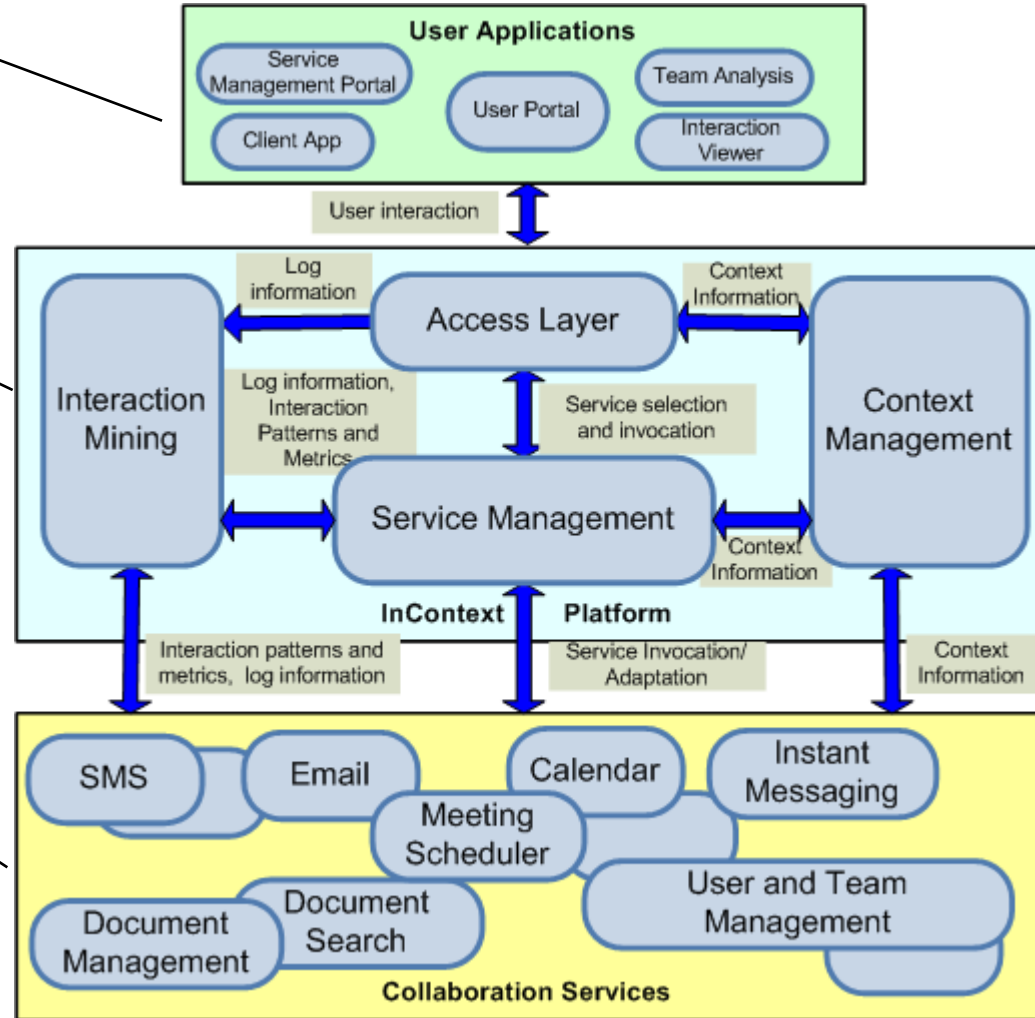 User Applications
Service
Management Portal
User Portal
Team Analysis
Client App
Interaction
Viewer
User interaction
Log
information
Access Layer
Context
Information
Interaction
Mining
Log information,
Interaction
Patterns and
Metrics
Service selection
and invocation
Context
Management
Service Management
Context
Information
InContext Platform
Interaction patterns and
metrics, log information
Service Invocation/
Adaptation
Context
Information
SMS
Email
Calendar
Instant
Messaging
Meeting
Scheduler
User and Team
Management
Document
Management
Document
Search
Collaboration Services